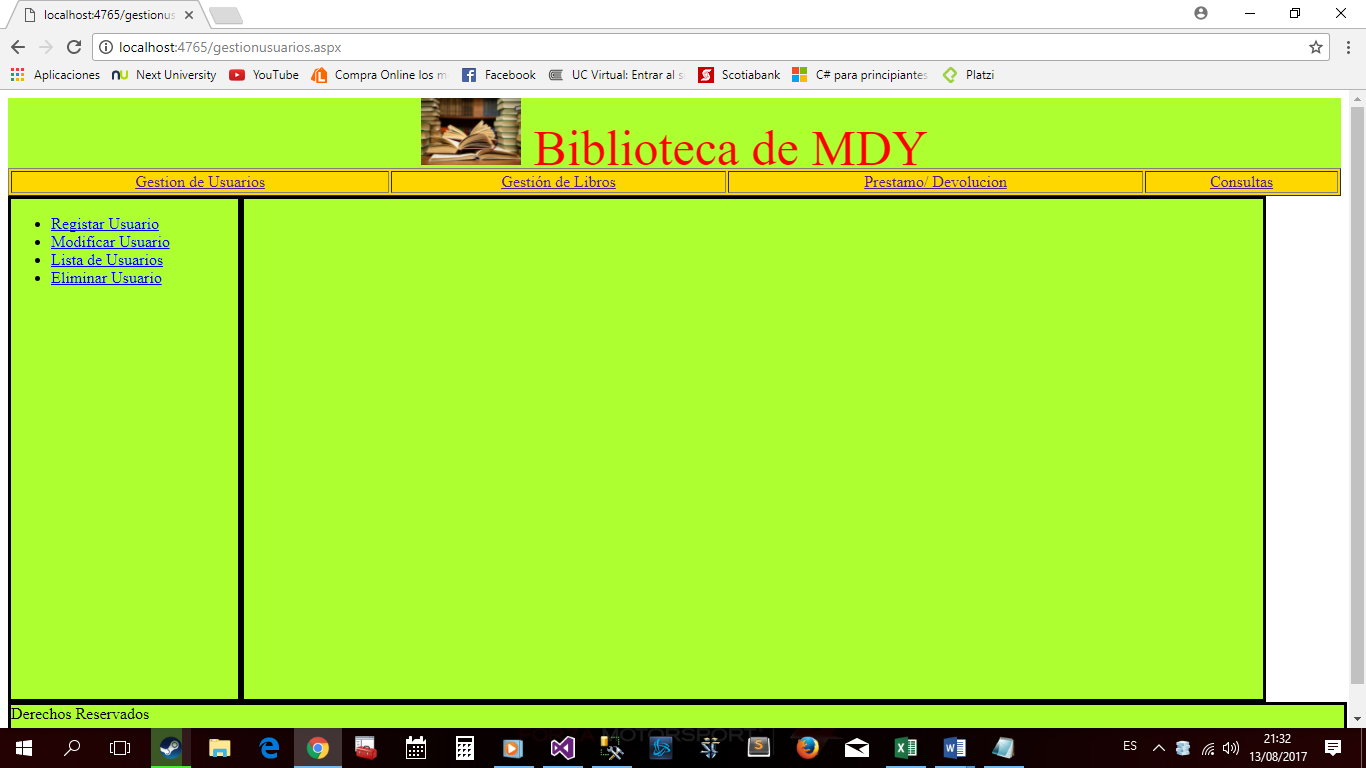 localhost:4765/gestionus
localhost:4765/gestionusuarios.aspx
Aplicaciones Next University YouTube Compra Online los m Facebook UC Virtual: Entrar al s Scotiabank C# para principiantes Platzi
Biblioteca de MDY
Gestion de Usuarios Gestión de Libros Prestamo/ Devolucion Consultas
Registar Usuario
Modificar Usuario
Lista de Usuarios
Eliminar Usuario
Derechos Reservados
MOTORSPORT
ES
21:32
13/08/2017